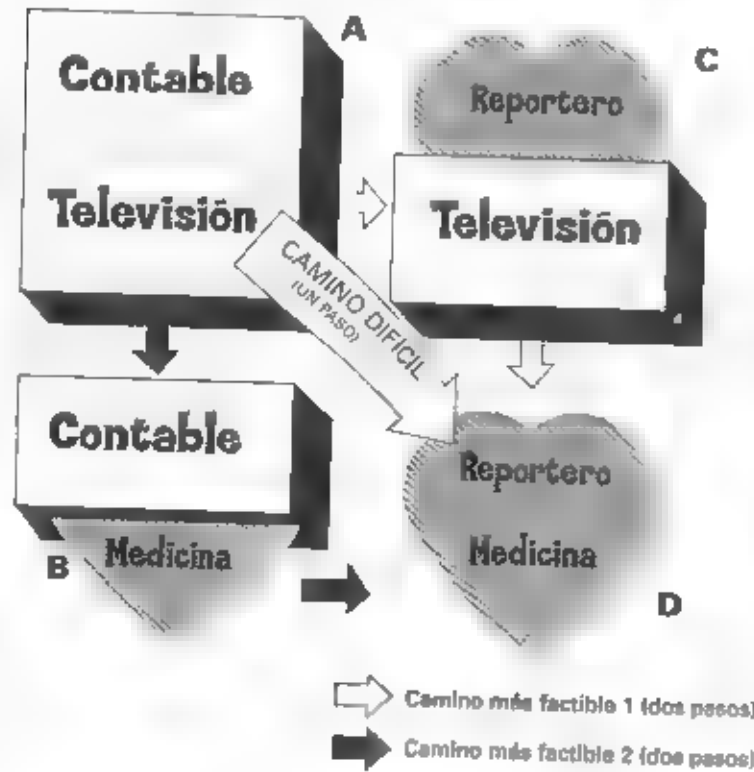 A
Contable
Televisión
C
Reportero
Televisión
CAMINO DIFÍCIL
(UN PASO)
Contable
Medicina
B
Reportero
Medicina
D
Camino más factible 1 (dos pasos)
Camino más factible 2 (dos pasos)